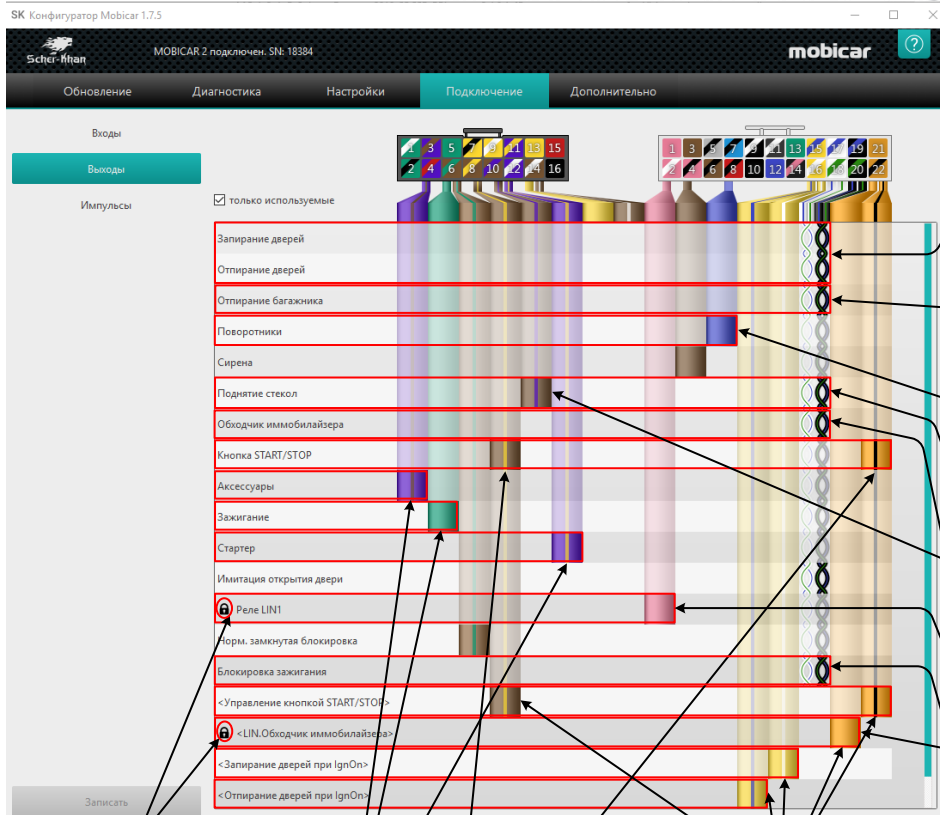 SK Конфигуратор Mobicar 1.7.5
Scher-Khan
MOBICAR 2 подключен. SN: 18384
mobicar
?
Обновление Диагностика Настройки Подключение Дополнительно
Входы
Выходы
Импульсы
1 3 5 7 9 11 13 15
2 4 6 8 10 12 14 16
1 3 5 7 9 11 13 15 17 19 21
2 4 6 8 10 12 14 16 18 20 22
только используемые
Запирание дверей
Отпирание дверей
Отпирание багажника
Поворотники
Сирена
Поднятие стекол
Обходчик иммобилайзера
Кнопка START/STOP
Аксессуары
Зажигание
Стартер
Имитация открытия двери
Реле LIN1
Норм. замкнутая блокировка
Блокировка зажигания
<Управление кнопкой START/STOP>
<LIN.Обходчик иммобилайзера>
<Запирание дверей при IgnOn>
<Отпирание дверей при IgnOn>
Записать